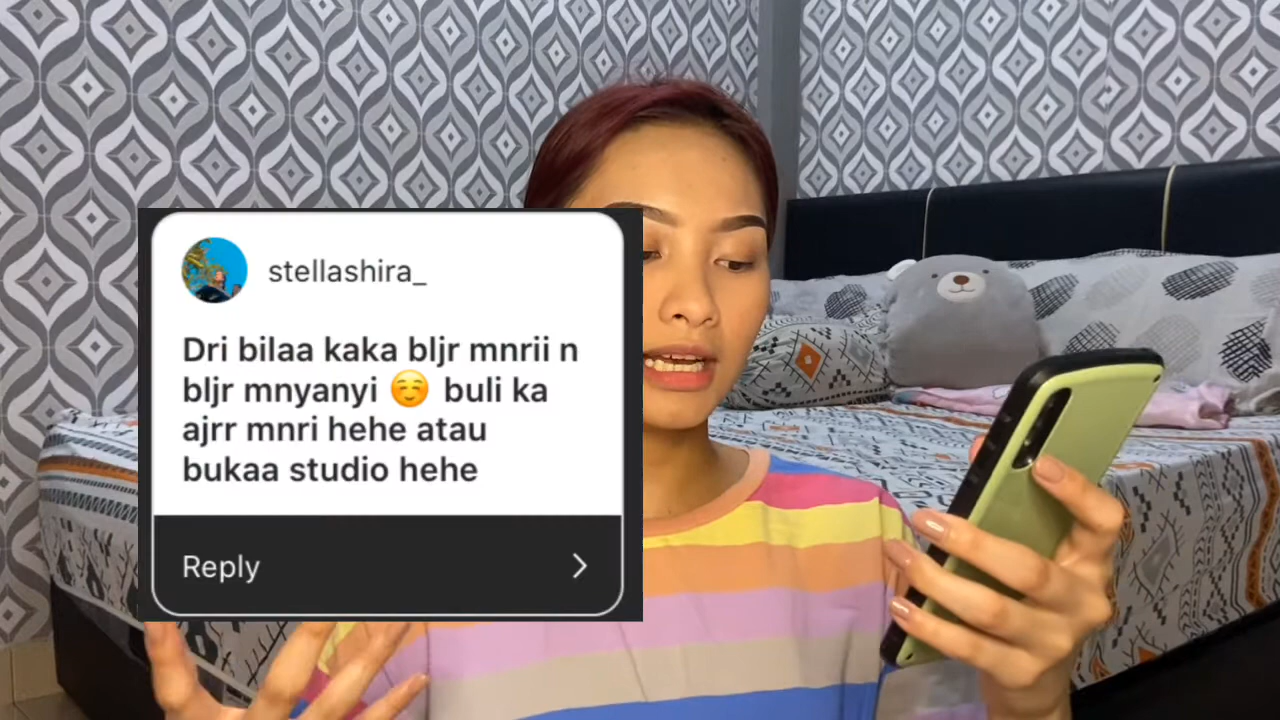 stellashira_
Dri bilaa kaka bljr mnrii n
bljr mnyanyi ☺️ buli ka
ajrr mnri hehe atau
bukaa studio hehe
Reply